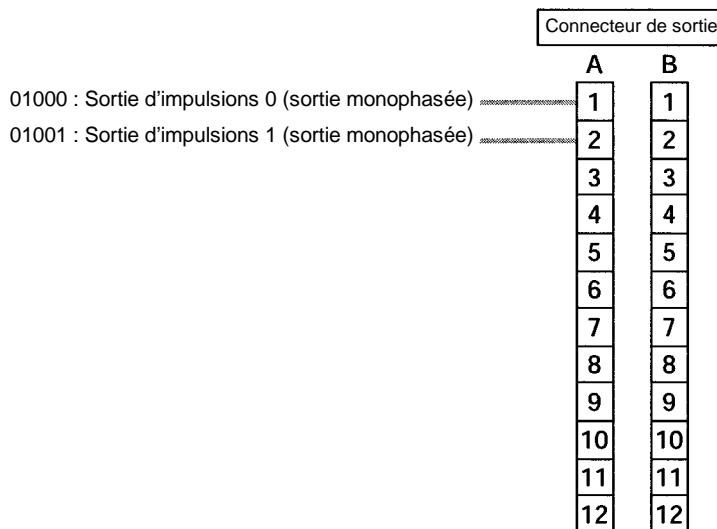 Connecteur de sortie
A B
01000 : Sortie d'impulsions 0 (sortie monophasée) 1 1
01001 : Sortie d'impulsions 1 (sortie monophasée) 2 2
3 3
4 4
5 5
6 6
7 7
8 8
9 9
10 10
11 11
12 12